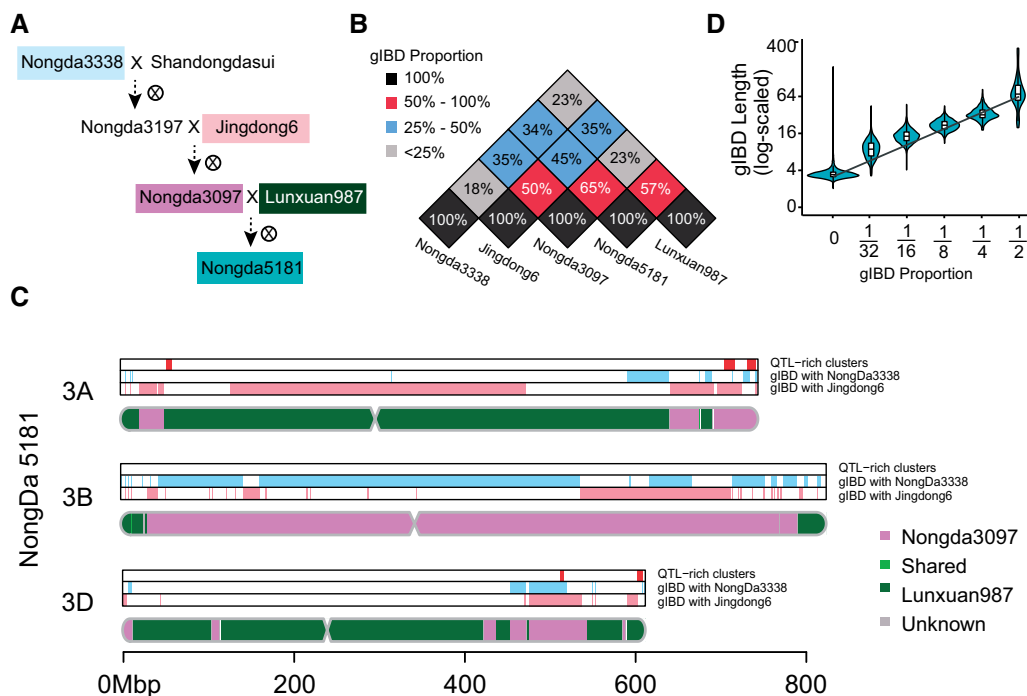 A
Nongda3338 X Shandongdasui
Nongda3197 X Jingdong6
Nongda3097 X Lunxuan987
Nongda5181
B
gIBD Proportion
100%
50% - 100%
25% - 50%
<25%
23%
34% 35%
35% 45% 23%
18% 50% 65% 57%
100% 100% 100% 100% 100%
Nongda3338
Jingdong6
Nongda3097
Nongda5181
Lunxuan987
D
gIBD Length
(log-scaled)
400
64
16
4
0
0 1/32 1/16 1/8 1/4 1/2
gIBD Proportion
C
NongDa 5181
3A
QTL-rich clusters
gIBD with NongDa3338
gIBD with Jingdong6
3B
QTL-rich clusters
gIBD with NongDa3338
gIBD with Jingdong6
3D
QTL-rich clusters
gIBD with NongDa3338
gIBD with Jingdong6
Nongda3097
Shared
Lunxuan987
Unknown
0Mbp 200 400 600 800